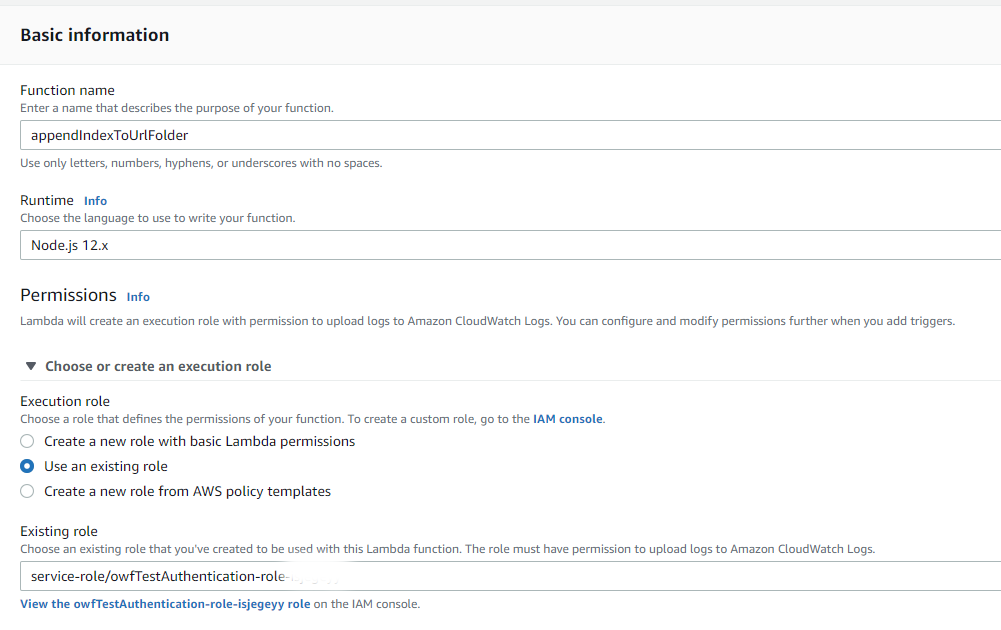 Basic information
Function name
Enter a name that describes the purpose of your function.
appendIndexToUrlFolder
Use only letters, numbers, hyphens, or underscores with no spaces.
Runtime Info
Choose the language to use to write your function.
Node.js 12.x
Permissions Info
Lambda will create an execution role with permission to upload logs to Amazon CloudWatch Logs. You can configure and modify permissions further when you add triggers.
Choose or create an execution role
Execution role
Choose a role that defines the permissions of your function. To create a custom role, go to the IAM console.
Create a new role with basic Lambda permissions
Use an existing role
Create a new role from AWS policy templates
Existing role
Choose an existing role that you've created to be used with this Lambda function. The role must have permission to upload logs to Amazon CloudWatch Logs.
service-role/owfTestAuthentication-role-
View the owfTestAuthentication-role-isjegeyy role on the IAM console.